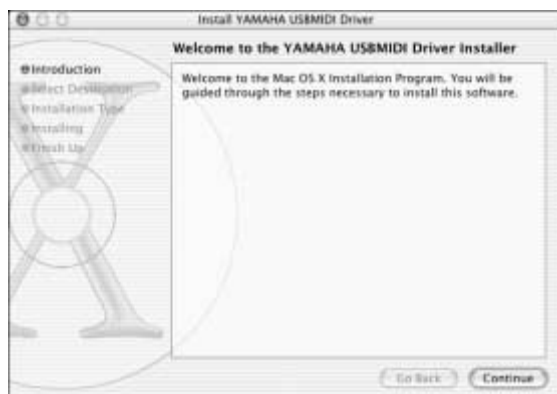 Install YAMAHA USBMIDI Driver
Welcome to the YAMAHA USBMIDI Driver Installer
Introduction
Select Destination
Installation Type
Installing
Finish Up
Welcome to the Mac OS X Installation Program. You will be
guided through the steps necessary to install this software.
Go Back
Continue